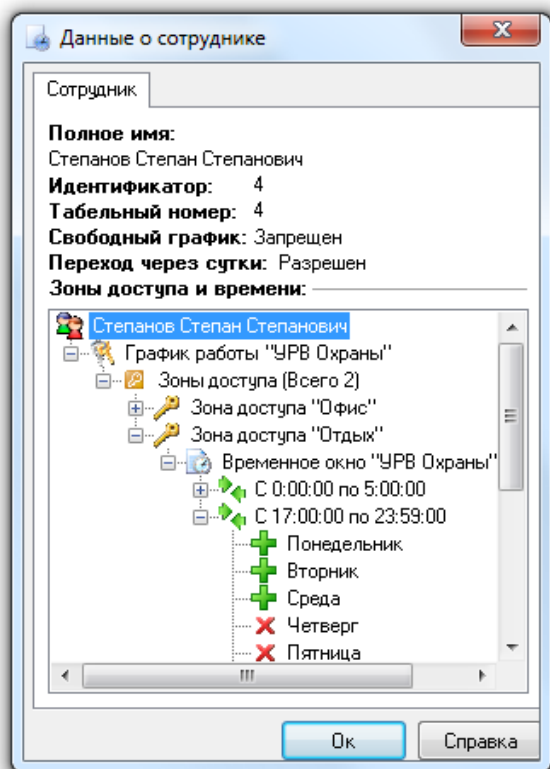 Данные о сотруднике
Сотрудник
Полное имя:
Степанов Степан Степанович
Идентификатор: 4
Табельный номер: 4
Свободный график: Запрещен
Переход через сутки: Разрешен
Зоны доступа и времени:
Степанов Степан Степанович
График работы "УРВ Охраны"
Зоны доступа (Всего 2)
Зона доступа "Офис"
Зона доступа "Отдых"
Временное окно "УРВ Охраны"
С 0:00:00 по 5:00:00
С 17:00:00 по 23:59:00
Понедельник
Вторник
Среда
Четверг
Пятница
Ок
Справка